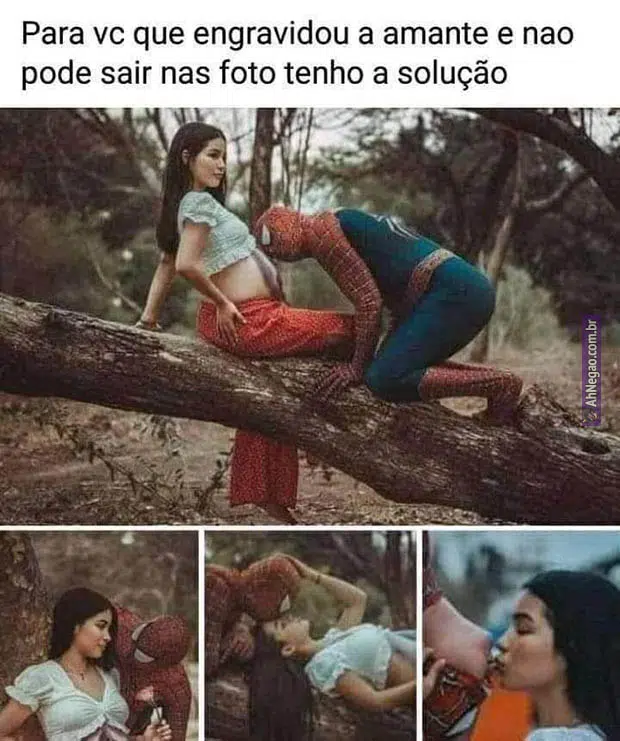 Para vc que engravidou a amante e nao
pode sair nas foto tenho a solução
AhNegao.com.br